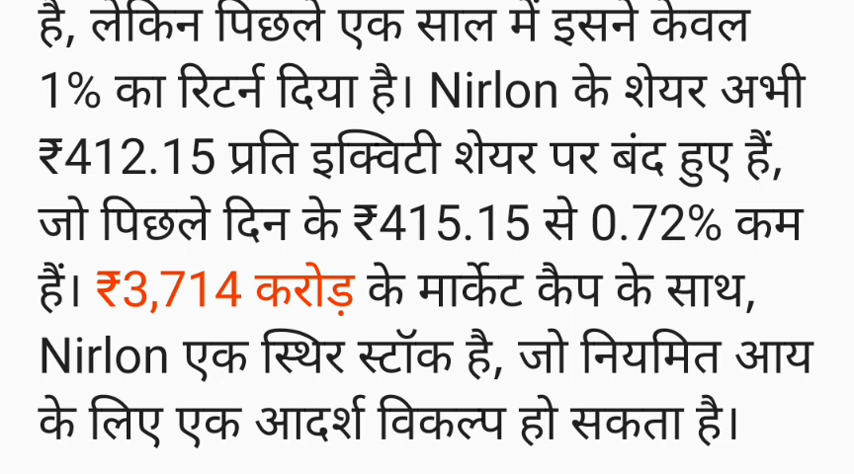 है, लेकिन पिछले एक साल में इसने केवल
1% का रिटर्न दिया है। Nirlon के शेयर अभी
₹412.15 प्रति इक्विटी शेयर पर बंद हुए हैं,
जो पिछले दिन के ₹415.15 से 0.72% कम
हैं। ₹3,714 करोड़ के मार्केट कैप के साथ,
Nirlon एक स्थिर स्टॉक है, जो नियमित आय
के लिए एक आदर्श विकल्प हो सकता है।